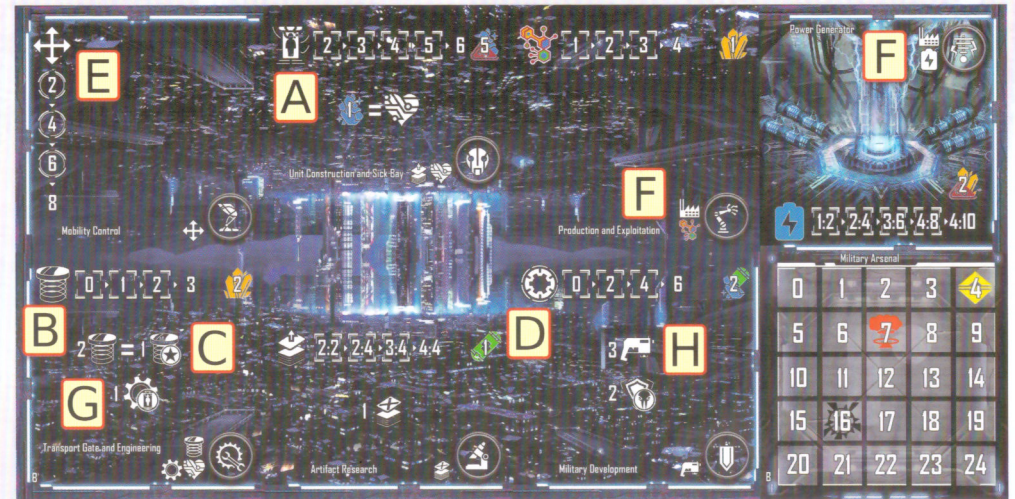 E
2
4
6
8
Mobility Control
A
2 3 4 5 6 5
1 =
Unit Construction and Sick Bay
1 2 3 4 1
F
Production and Exploitation
Power Generator
F
2
1:2 2:4 3:6 4:8 4:10
B
0 1 2 3 2
2 = 1
C
G
1
Transport Gate and Engineering
2:2 2:4 3:4 4:4 1
1
Artifact Research
D
0 2 4 6 2
3
H
2
Military Development
Military Arsenal
0 1 2 3 4
5 6 7 8 9
10 11 12 13 14
15 16 17 18 19
20 21 22 23 24
8
8